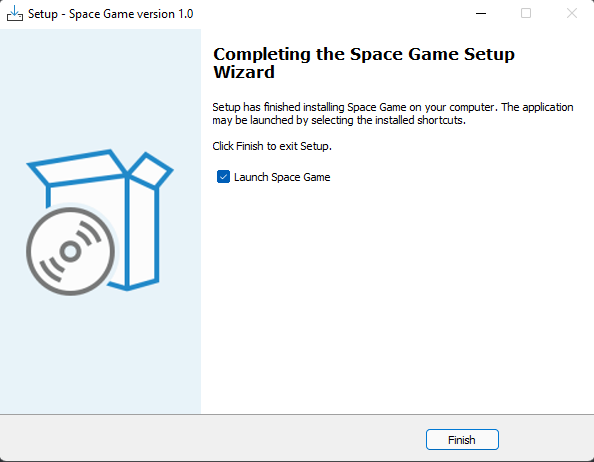 Setup - Space Game version 1.0
Completing the Space Game Setup
Wizard
Setup has finished installing Space Game on your computer. The application
may be launched by selecting the installed shortcuts.
Click Finish to exit Setup.
Launch Space Game
Finish